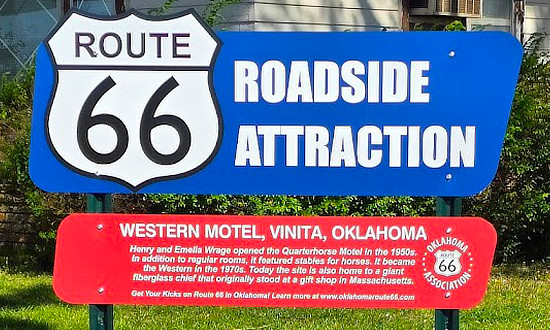 ROUTE
66
ROADSIDE
ATTRACTION
WESTERN MOTEL, VINITA, OKLAHOMA
Henry and Emelia Wrage opened the Quarterhorse Motel in the 1950s.
In addition to regular rooms, it featured stables for horses. It became
the Western in the 1970s. Today the site is also home to a giant
fiberglass chief that originally stood at a gift shop in Massachusetts.
Get Your Kicks on Route 66 in Oklahoma! Learn more at www.oklahomaroute66.com.
OKLAHOMA
ROUTE
66
ASSOCIATION